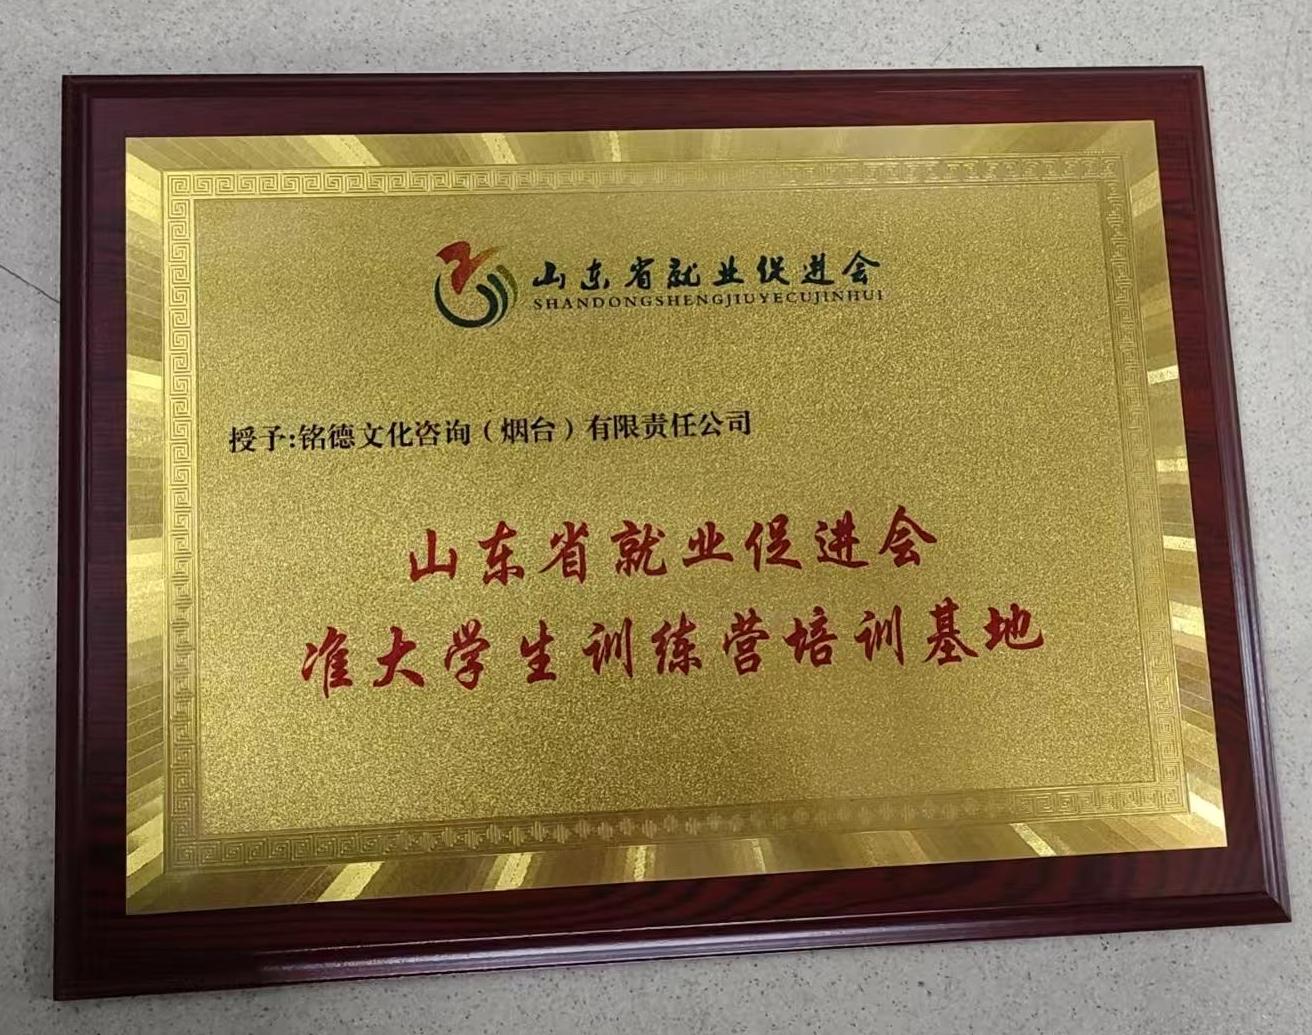 山东省就业促进会
SHANDONGSHENGJIUYECUJINHUI
授予:铭德文化咨询（烟台）有限责任公司
山东省就业促进会
准大学生训练营培训基地